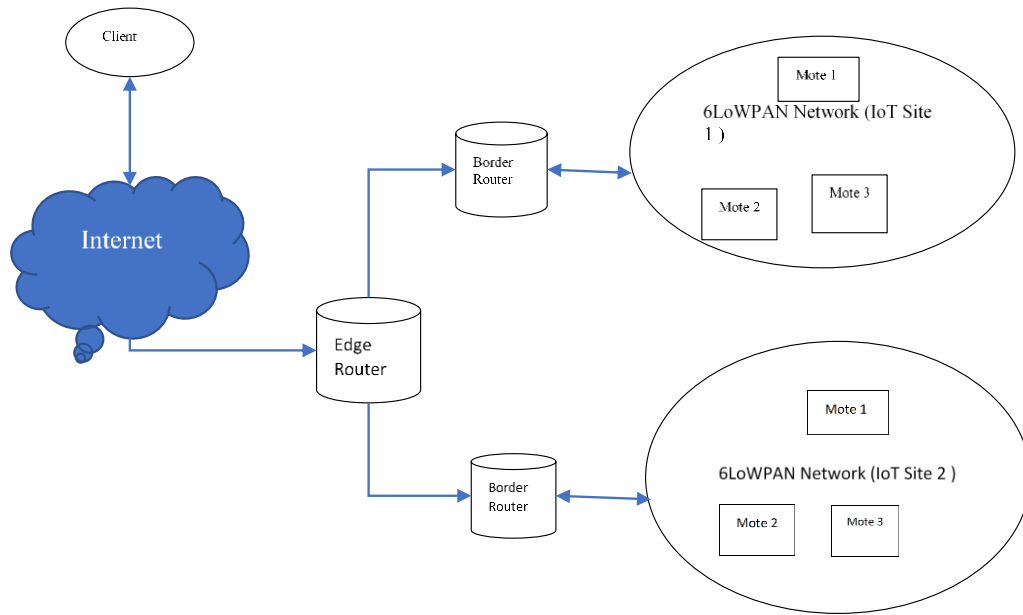 Client
Internet
Edge
Router
Border
Router
Mote 1
6LoWPAN Network (IoT Site
1 )
Mote 2
Mote 3
Border
Router
Mote 1
6LoWPAN Network (IoT Site 2 )
Mote 2
Mote 3